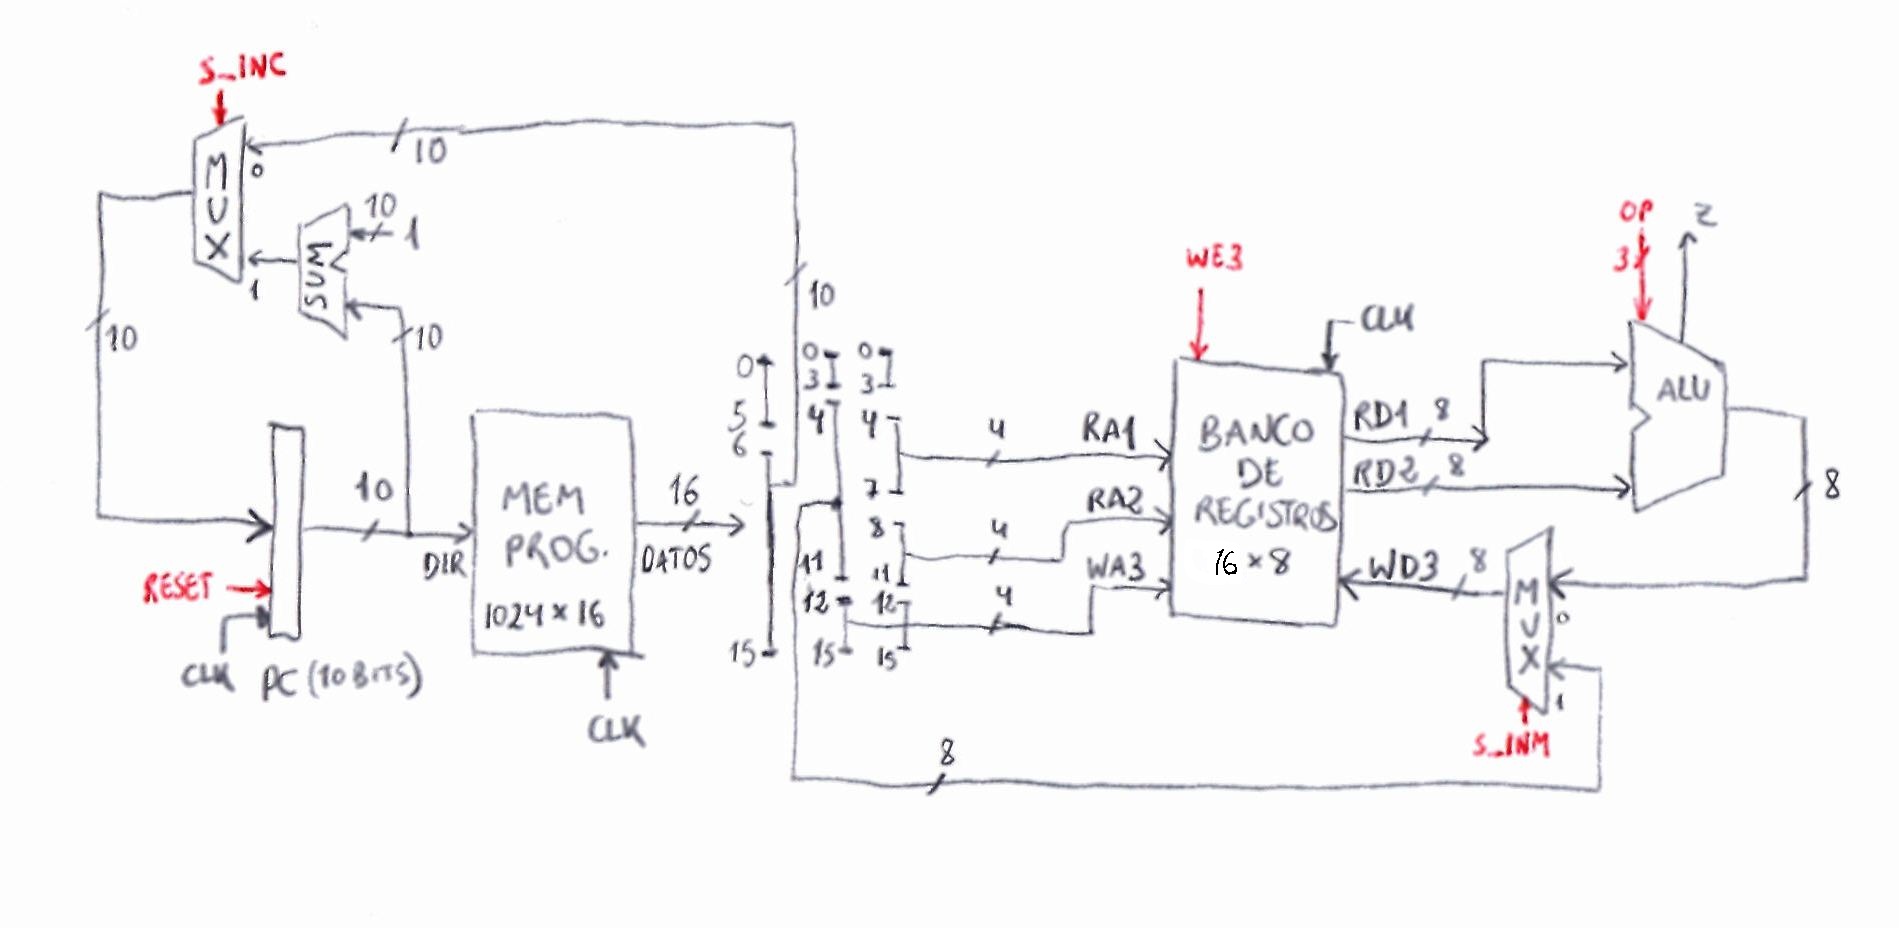 S_INC
MUX
0
1
10
10
1
SUM
10
10
10
RESET
CLK
PC (10 BITS)
10
DIR
MEM
PROG.
1024 × 16
CLK
16
DATOS
0
5
6
15
0
3
4
11
12
15
0
3
4
7
8
11
12
15
4
RA1
4
RA2
4
WA3
WE3
CLK
BANCO
DE
REGISTROS
16 × 8
RD1 8
RD2 8
WD3 8
OP
3
Z
ALU
8
MUX
0
1
S_INM
8